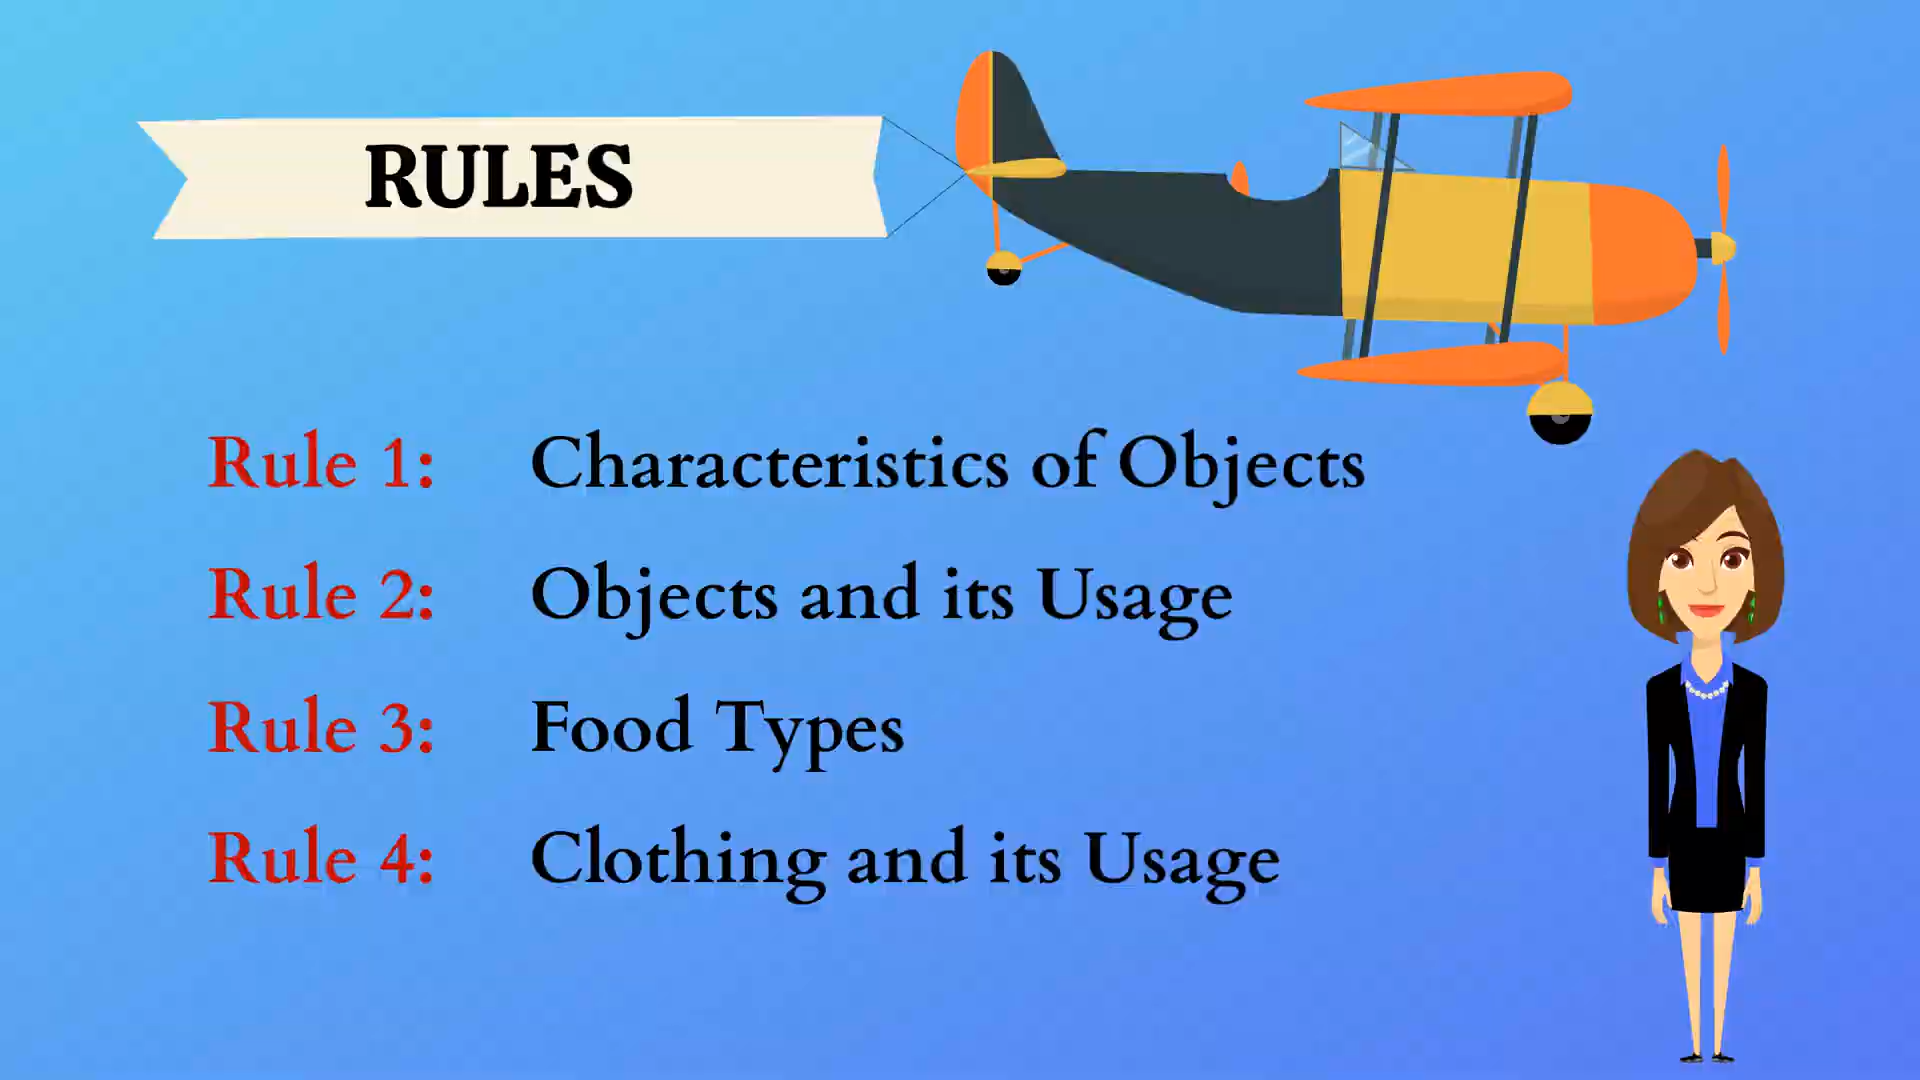 RULES
Rule 1: Characteristics of Objects
Rule 2: Objects and its Usage
Rule 3: Food Types
Rule 4: Clothing and its Usage